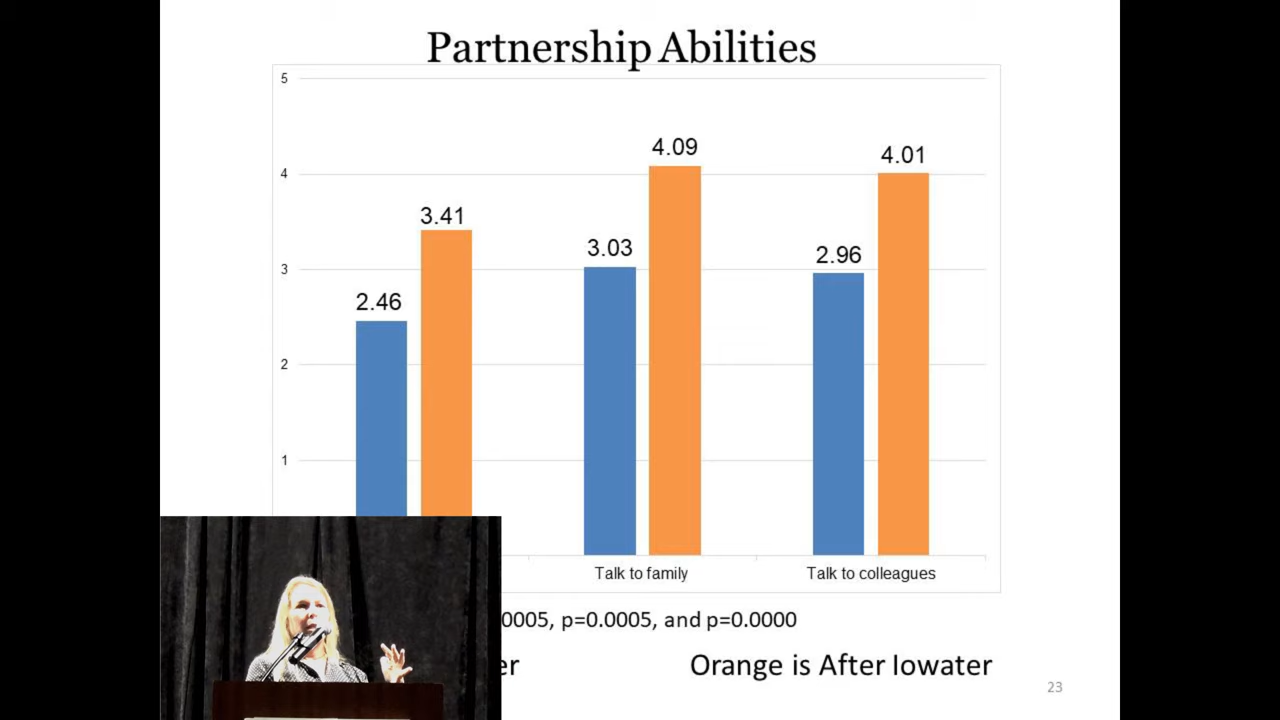 Partnership Abilities
5
4.09
4.01
4
3.41
3.03
2.96
3
2.46
2
1
Talk to family
Talk to colleagues
0005, p=0.0005, and p=0.0000
er
Orange is After Iowater
23